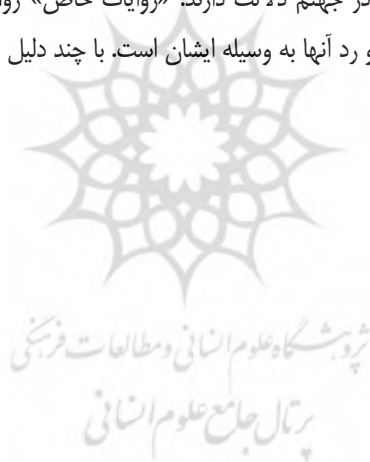 در جهنم دلالت دارند. «روایات خاص»
و رد آنها به وسیله ایشان است. با چند دلیل
پژوهشگاه علوم انسانی و مطالعات فرهنگی
پرتال جامع علوم انسانی